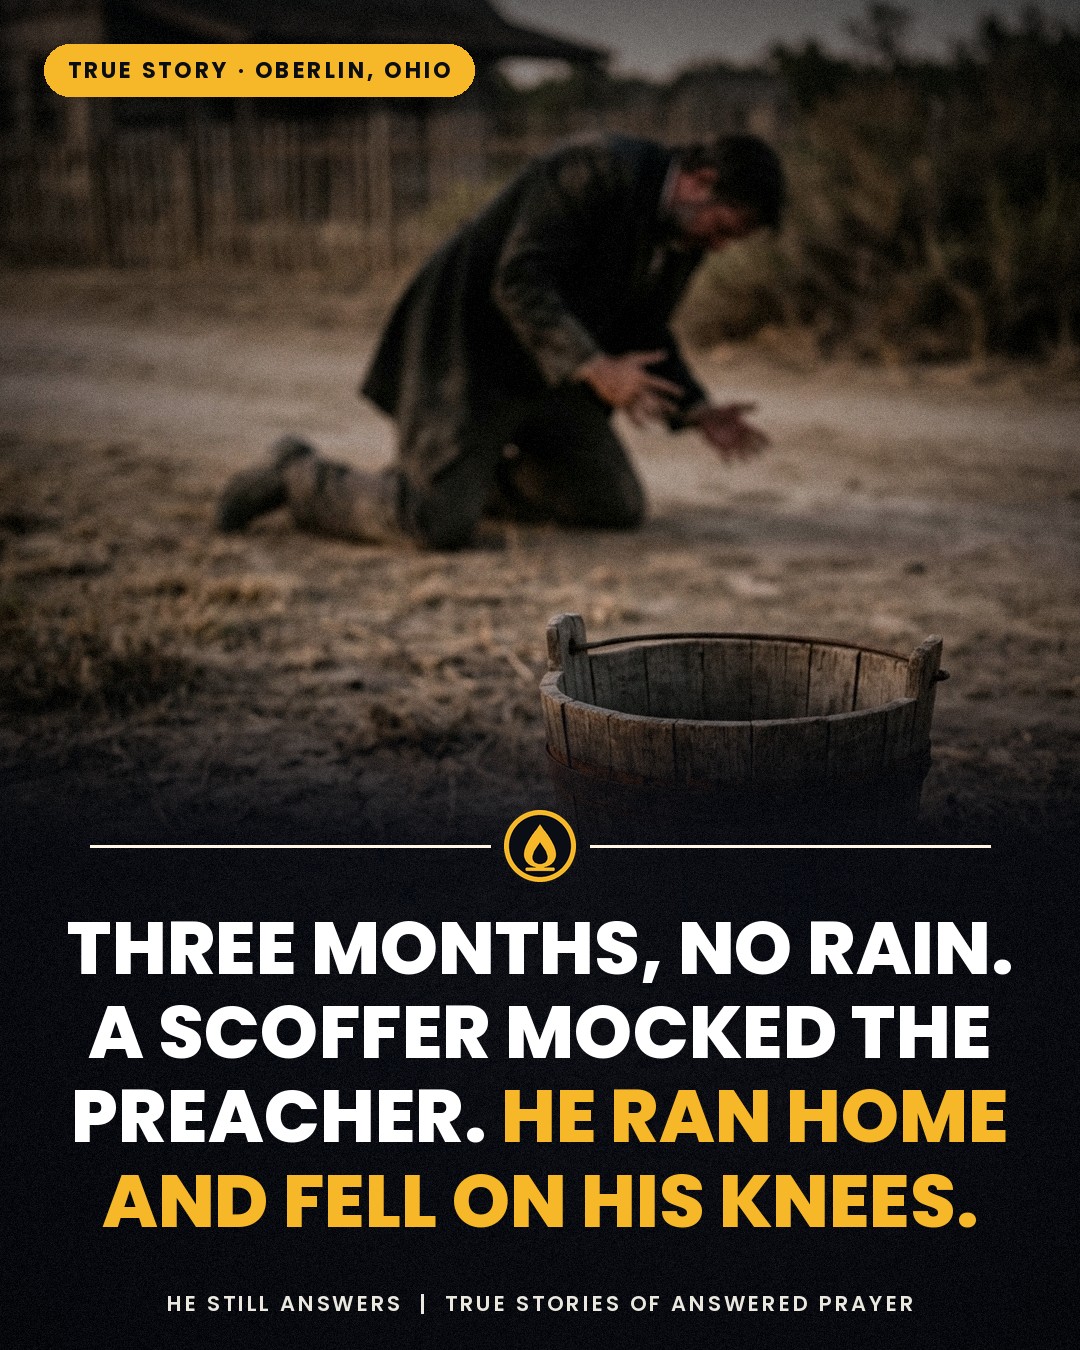 TRUE STORY · OBERLIN, OHIO
THREE MONTHS, NO RAIN.
A SCOFFER MOCKED THE
PREACHER. HE RAN HOME
AND FELL ON HIS KNEES.
HE STILL ANSWERS | TRUE STORIES OF ANSWERED PRAYER